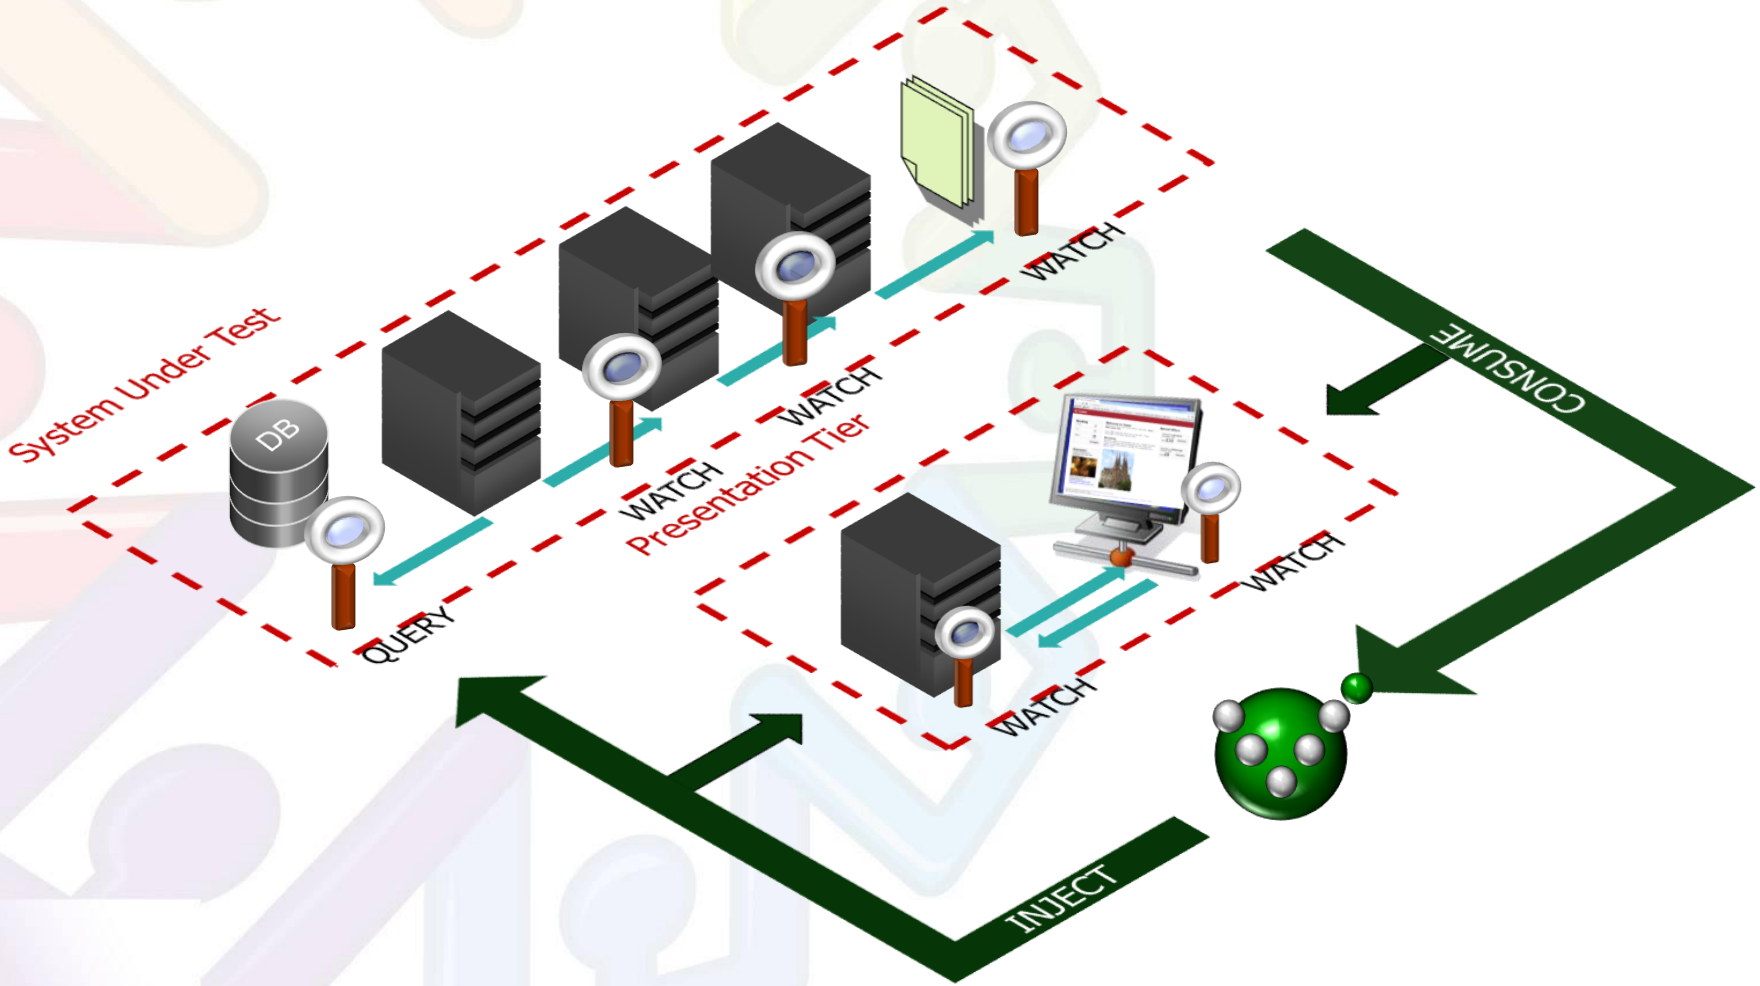 WATCH
System Under Test
CONSUME
DB
WATCH
Presentation Tier
WATCH
WATCH
QUERY
WATCH
INJECT